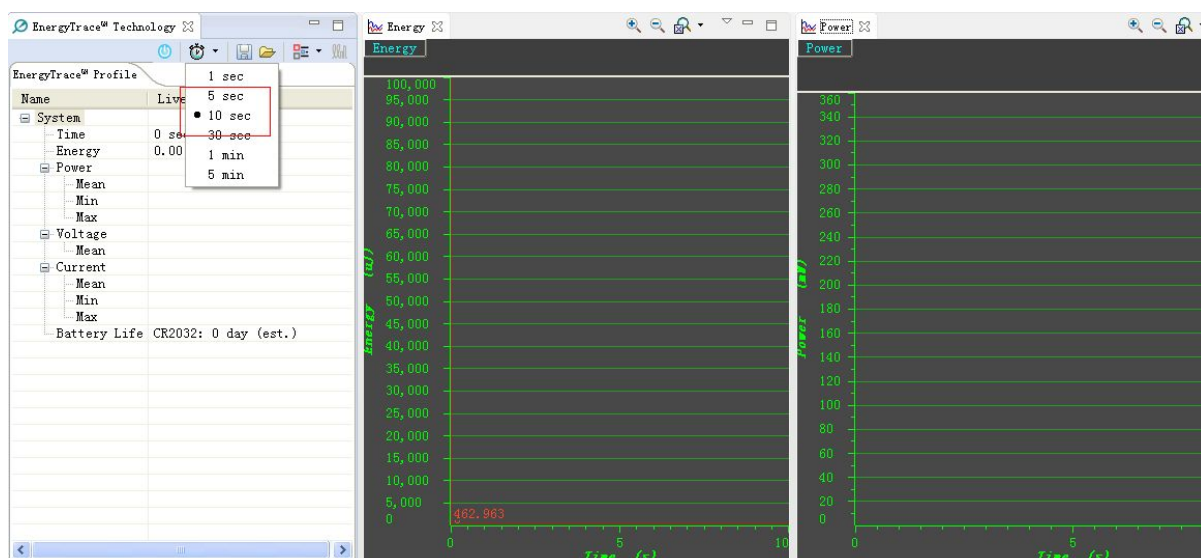 EnergyTrace™ Technology
EnergyTrace™ Profile
Name
Live
System
Time
0 sec
Energy
0.00
Power
Mean
Min
Max
Voltage
Mean
Current
Mean
Min
Max
Battery Life CR2032: 0 day (est.)
1 sec
5 sec
10 sec
30 sec
1 min
5 min
Energy
Energy
100,000
95,000
90,000
85,000
80,000
75,000
70,000
65,000
60,000
55,000
50,000
45,000
40,000
35,000
30,000
25,000
20,000
15,000
10,000
5,000
0
Energy (uJ)
462.963
0
5
10
Time (s)
Power
Power
360
340
320
300
280
260
240
220
200
180
160
140
120
100
80
60
40
20
0
Power (mW)
0
5
Time (s)